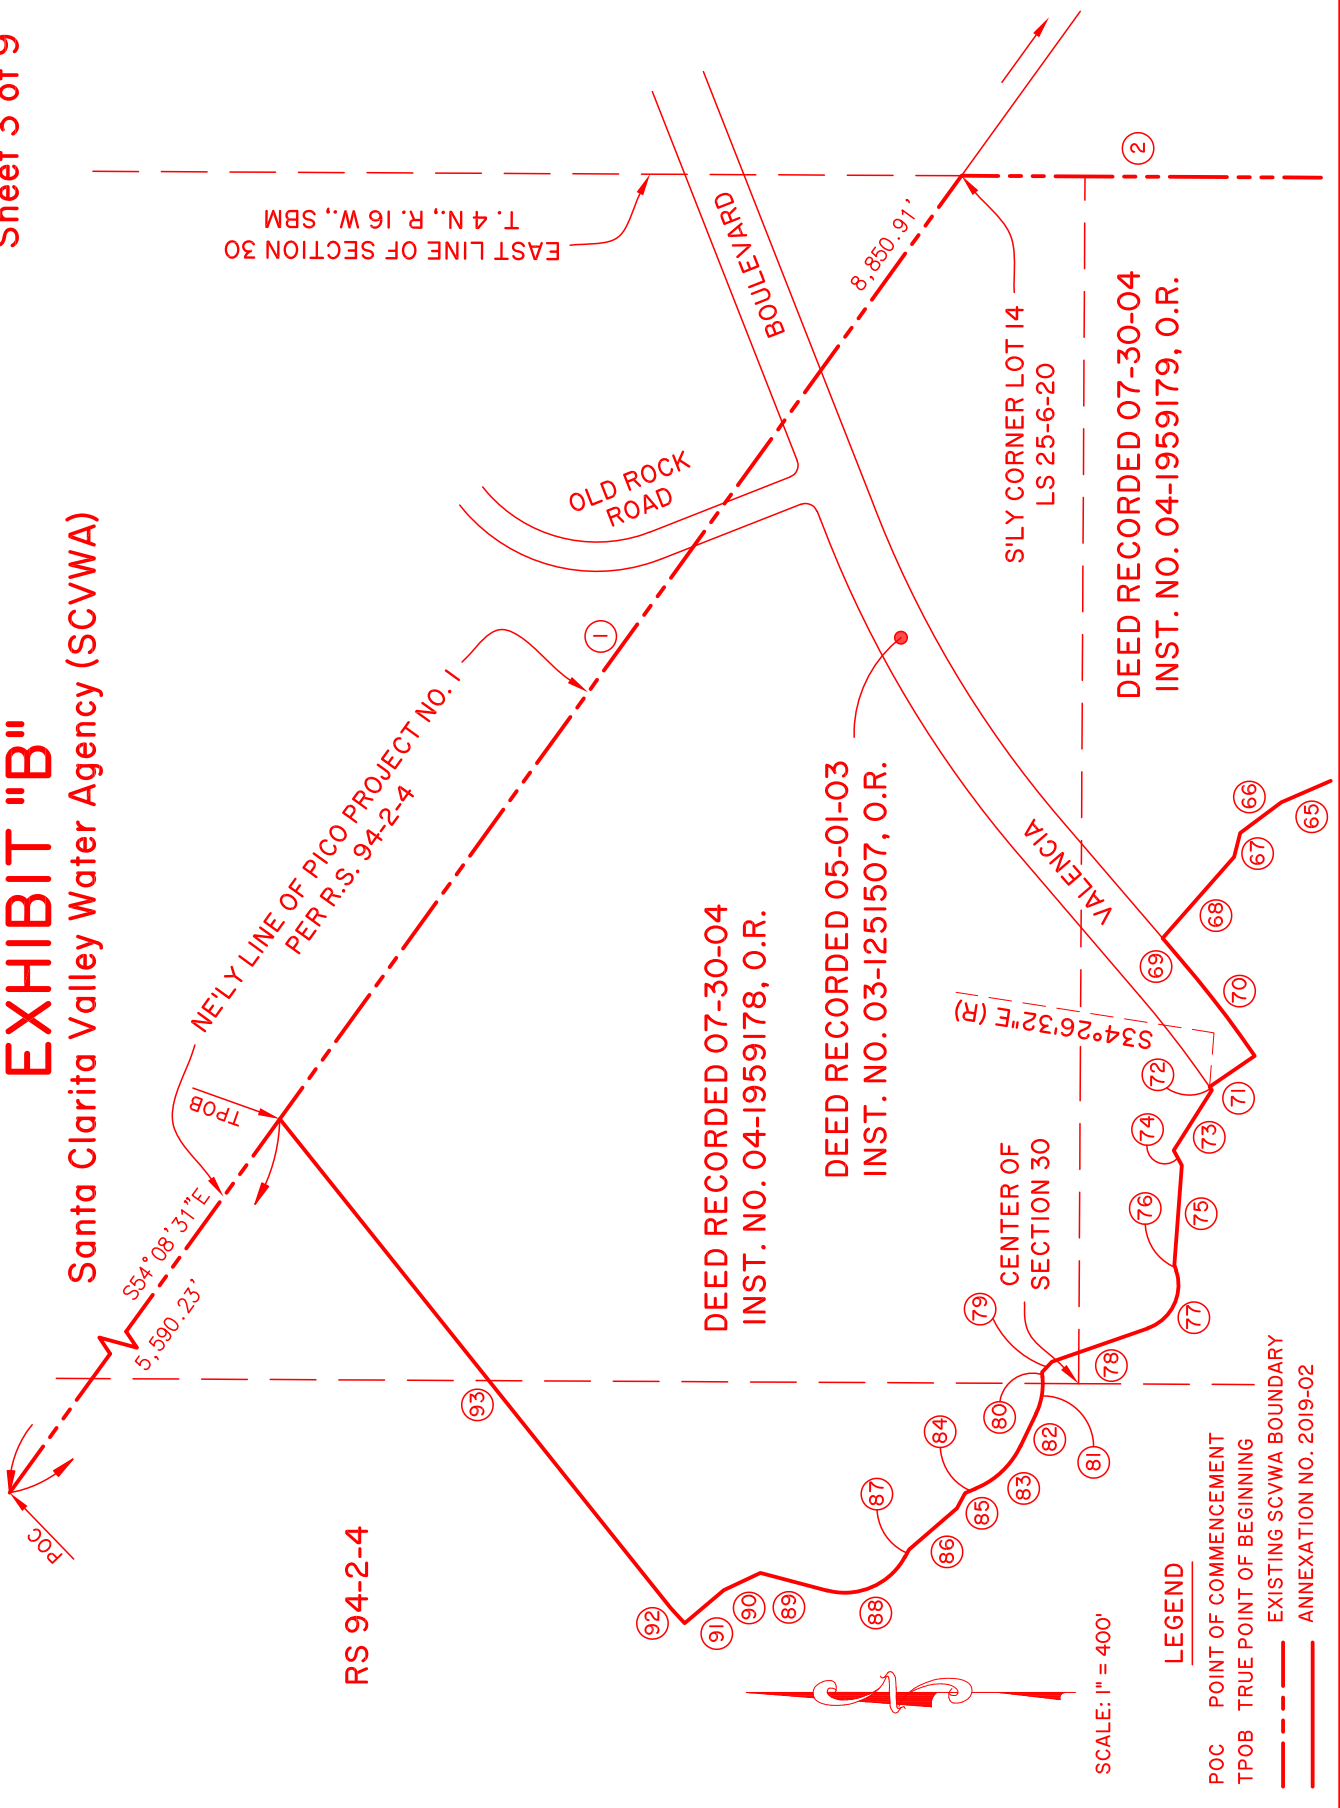 Sheet 3 of 9
EXHIBIT "B"
Santa Clarita Valley Water Agency (SCVWA)
POC
S54°08'31"E
5,590.23'
TPOB
NE'LY LINE OF PICO PROJECT NO. 1
PER R.S. 94-2-4
EAST LINE OF SECTION 30
T. 4 N., R. 16 W., SBM
OLD ROCK
ROAD
BOULEVARD
8,850.91'
1
2
S'LY CORNER LOT 14
LS 25-6-20
DEED RECORDED 07-30-04
INST. NO. 04-1959179, O.R.
DEED RECORDED 05-01-03
INST. NO. 03-1251507, O.R.
DEED RECORDED 07-30-04
INST. NO. 04-1959178, O.R.
VALENCIA
S34°26'32"E (R)
CENTER OF
SECTION 30
RS 94-2-4
65
66
67
68
69
70
71
72
73
74
75
76
77
78
79
80
81
82
83
84
85
86
87
88
89
90
91
92
93
N
SCALE: 1" = 400'
LEGEND
POC POINT OF COMMENCEMENT
TPOB TRUE POINT OF BEGINNING
EXISTING SCVWA BOUNDARY
ANNEXATION NO. 2019-02